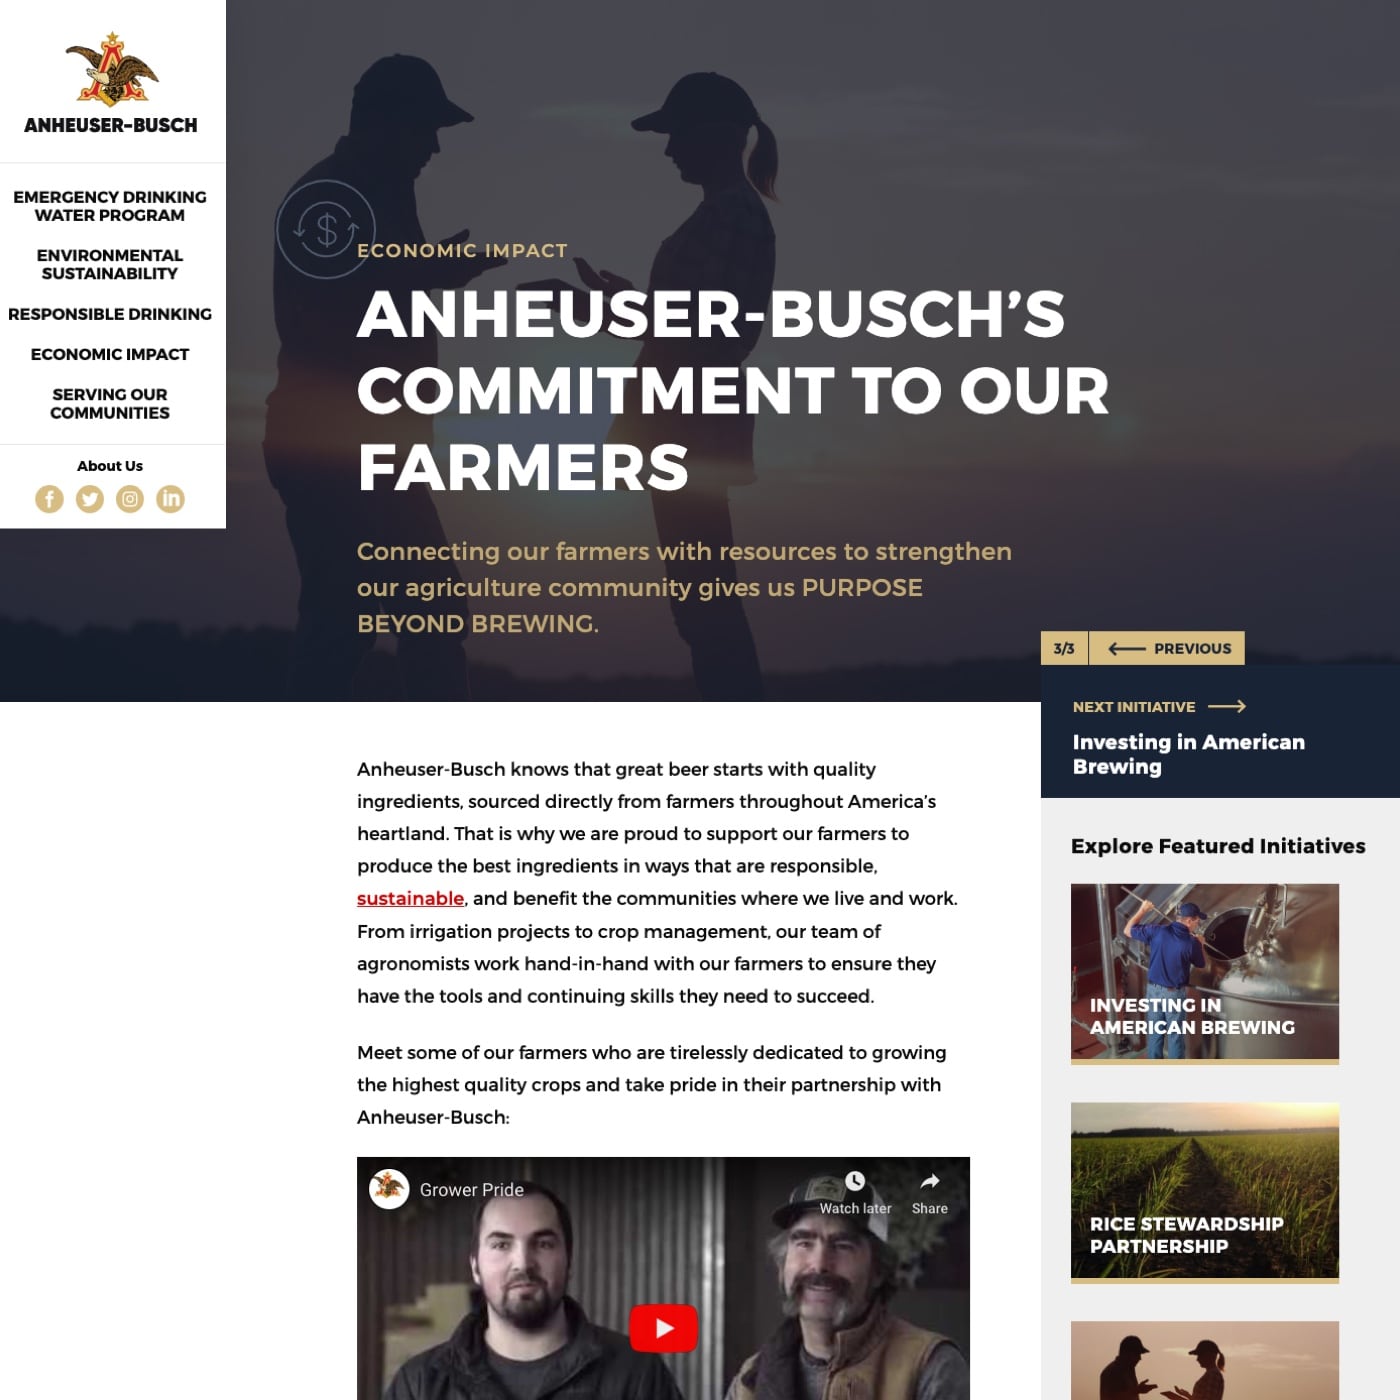 ANHEUSER-BUSCH
EMERGENCY DRINKING
WATER PROGRAM
ENVIRONMENTAL
SUSTAINABILITY
RESPONSIBLE DRINKING
ECONOMIC IMPACT
SERVING OUR
COMMUNITIES
About Us
ECONOMIC IMPACT
ANHEUSER-BUSCH’S
COMMITMENT TO OUR
FARMERS
Connecting our farmers with resources to strengthen
our agriculture community gives us PURPOSE
BEYOND BREWING.
3/3
PREVIOUS
NEXT INITIATIVE
Investing in American
Brewing
Anheuser-Busch knows that great beer starts with quality
ingredients, sourced directly from farmers throughout America’s
heartland. That is why we are proud to support our farmers to
produce the best ingredients in ways that are responsible,
sustainable, and benefit the communities where we live and work.
From irrigation projects to crop management, our team of
agronomists work hand-in-hand with our farmers to ensure they
have the tools and continuing skills they need to succeed.
Meet some of our farmers who are tirelessly dedicated to growing
the highest quality crops and take pride in their partnership with
Anheuser-Busch:
Grower Pride
Watch later
Share
Explore Featured Initiatives
INVESTING IN
AMERICAN BREWING
RICE STEWARDSHIP
PARTNERSHIP